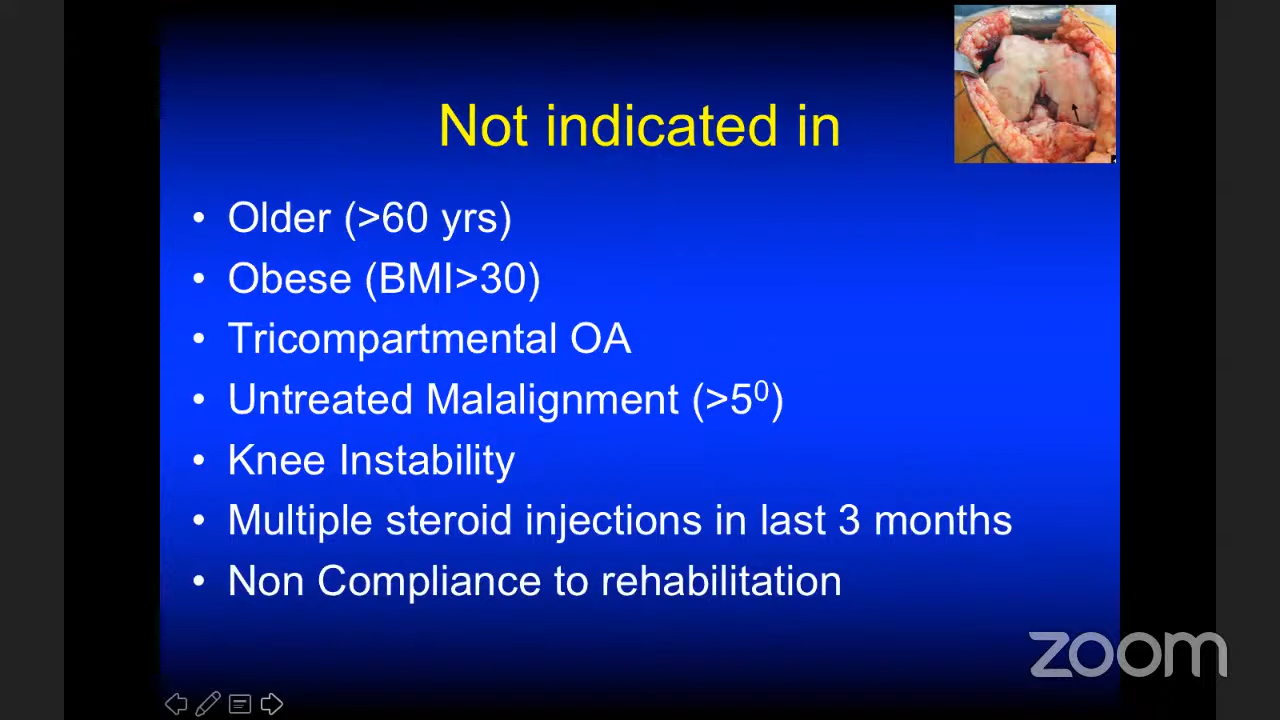 Not indicated in
• Older (>60 yrs)
• Obese (BMI>30)
• Tricompartmental OA
• Untreated Malalignment (>5⁰)
• Knee Instability
• Multiple steroid injections in last 3 months
• Non Compliance to rehabilitation
zoom